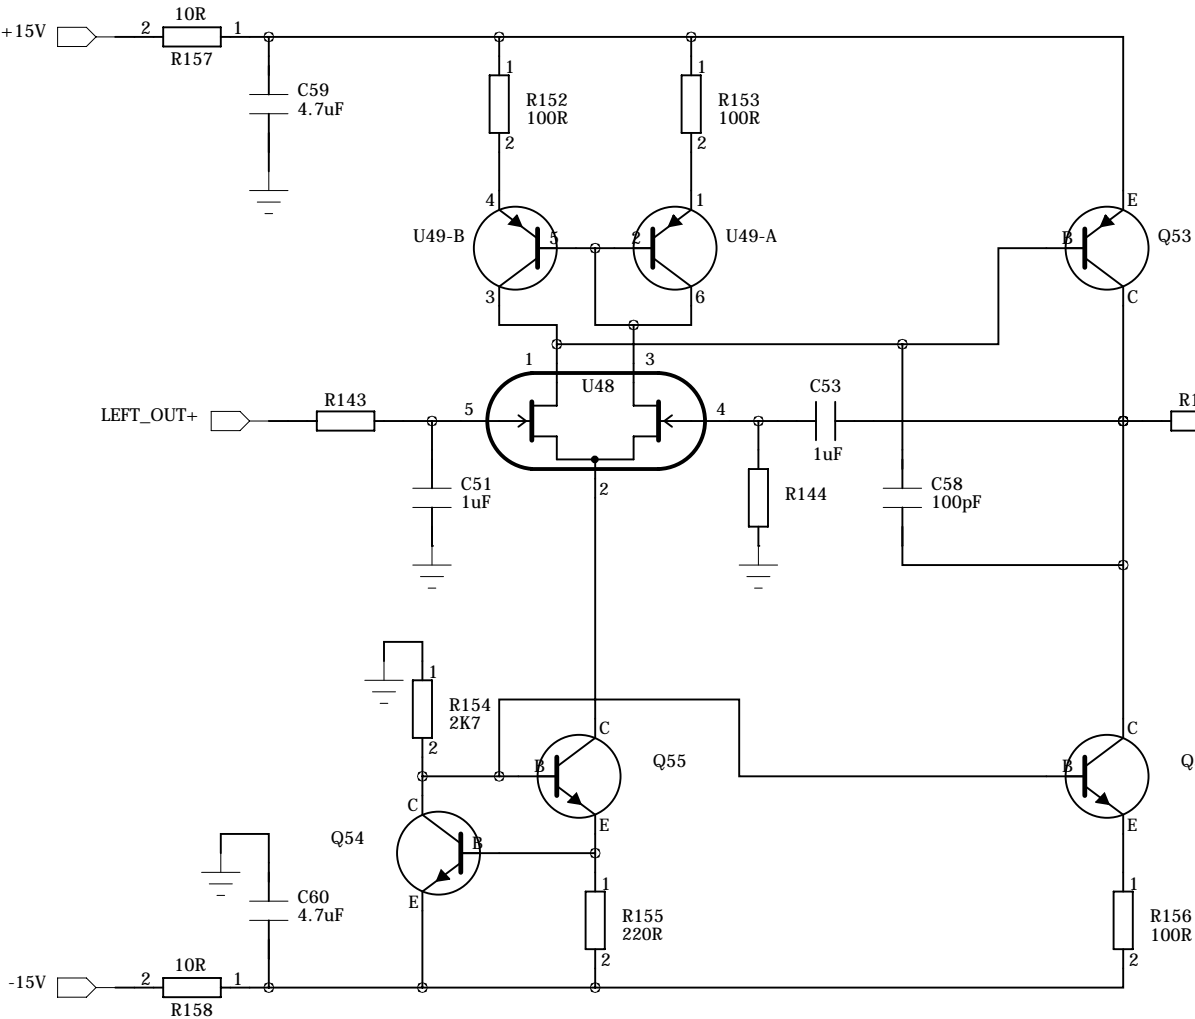 10R
+15V
2
1
R157
C59
4.7uF
1
R152
100R
2
1
R153
100R
2
4
U49-B
5
3
1
2
U49-A
6
E
B
Q53
C
1
3
U48
LEFT_OUT+
R143
5
4
C53
1uF
R1
C51
1uF
2
R144
C58
100pF
1
R154
2K7
2
C
B
Q55
E
C
B
Q
E
Q54
C
B
E
C60
4.7uF
1
R155
220R
2
1
R156
100R
2
-15V
2
10R
1
R158